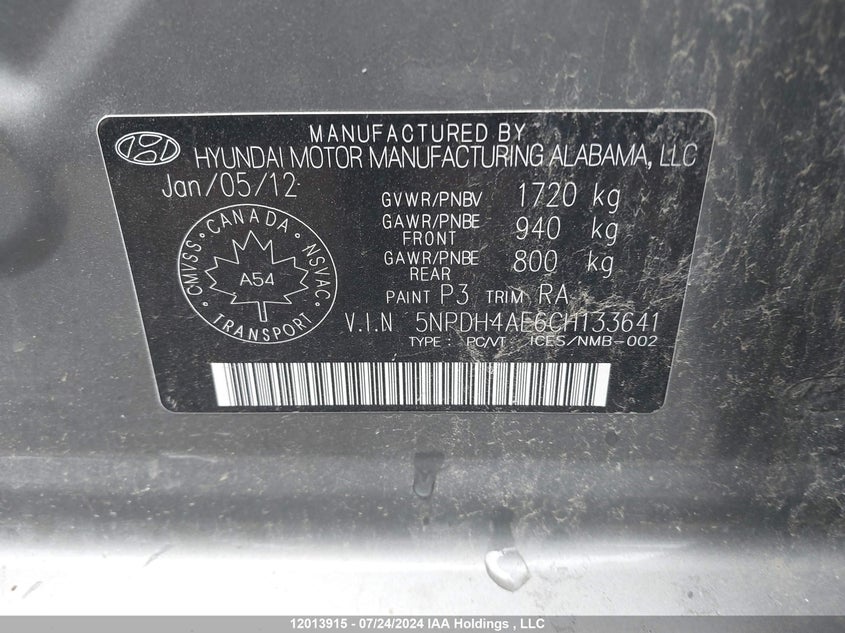 MANUFACTURED BY
HYUNDAI MOTOR MANUFACTURING ALABAMA, LLC
Jan/05/12
GVWR/PNBV 1720 kg
GAWR/PNBE FRONT 940 kg
GAWR/PNBE REAR 800 kg
PAINT P3 TRIM RA
CMVSS • CANADA • NSVAC • TRANSPORT •
A54
V.I.N 5NPDH4AE6CH133641
TYPE : PC/VT ICES/NMB-002
12013915 - 07/24/2024 IAA Holdings , LLC